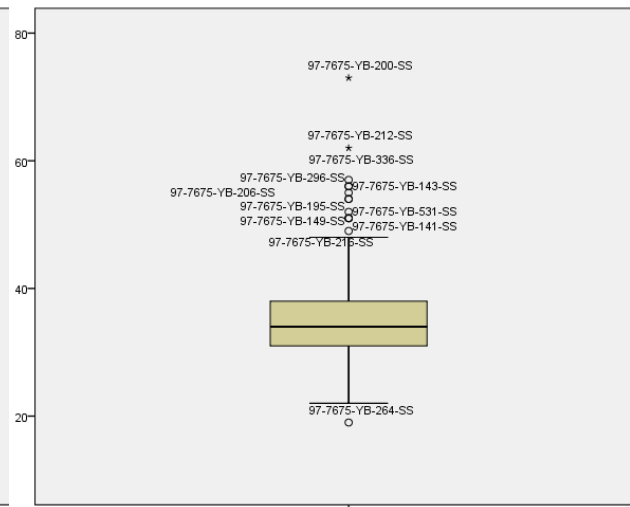 80
97-7675-YB-200-SS
97-7675-YB-212-SS
60
97-7675-YB-336-SS
97-7675-YB-296-SS
97-7675-YB-143-SS
97-7675-YB-206-SS
97-7675-YB-195-SS
97-7675-YB-531-SS
97-7675-YB-149-SS
97-7675-YB-141-SS
97-7675-YB-216-SS
40
20
97-7675-YB-264-SS